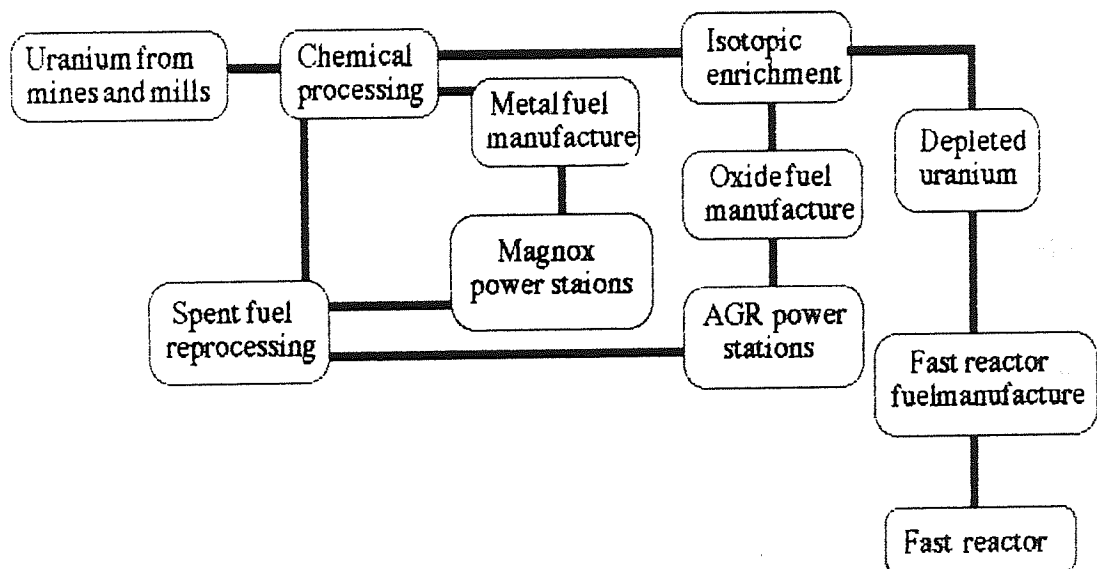 Uranium from
mines and mills
Chemical
processing
Isotopic
enrichment
Metal fuel
manufacture
Depleted
uranium
Oxide fuel
manufacture
Magnox
power staions
Spent fuel
reprocessing
AGR power
stations
Fast reactor
fuelmanufacture
Fast reactor